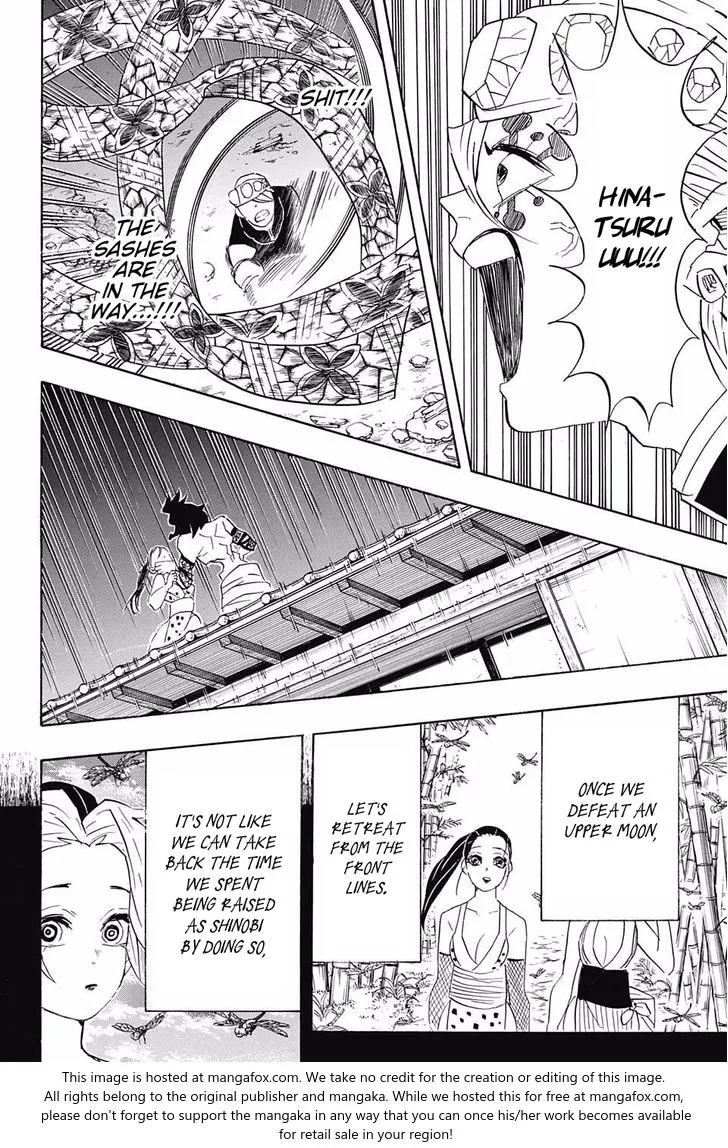 HINA-
TSURU
UUU!!!
SHIT!!!
THE
SASHES
ARE
IN THE
WAY...!!!
ONCE WE
DEFEAT AN
UPPER MOON,
LET'S
RETREAT
FROM THE
FRONT
LINES.
IT'S NOT LIKE
WE CAN TAKE
BACK THE TIME
WE SPENT
BEING RAISED
AS SHINOBI
BY DOING SO,
This image is hosted at mangafox.com. We take no credit for the creation or editing of this image.
All rights belong to the original publisher and mangaka. While we hosted this for free at mangafox.com,
please don't forget to support the mangaka in any way that you can once his/her work becomes available
for retail sale in your region!